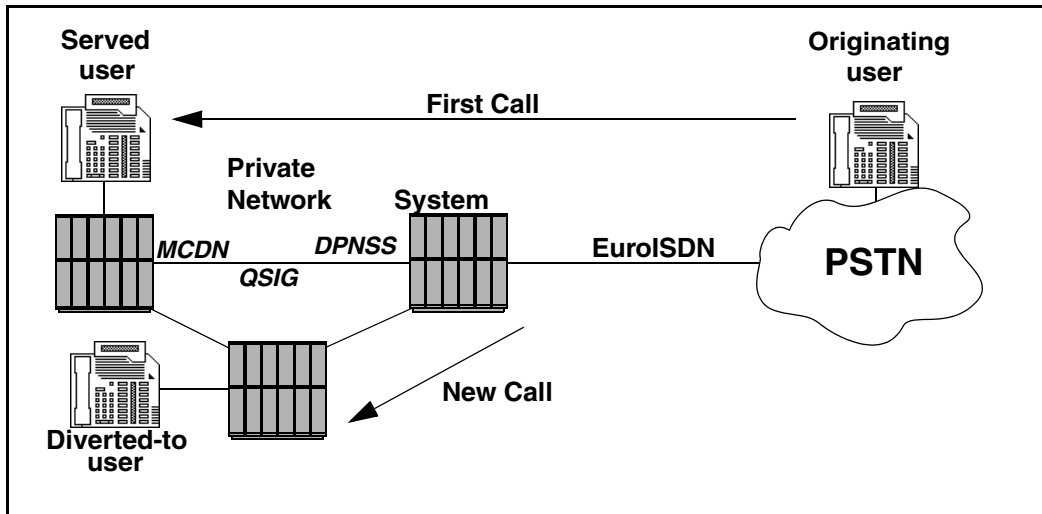 Served
user
Originating
user
First Call
Private
Network
System
MCDN
DPNSS
QSIG
EuroISDN
PSTN
New Call
Diverted-to
user